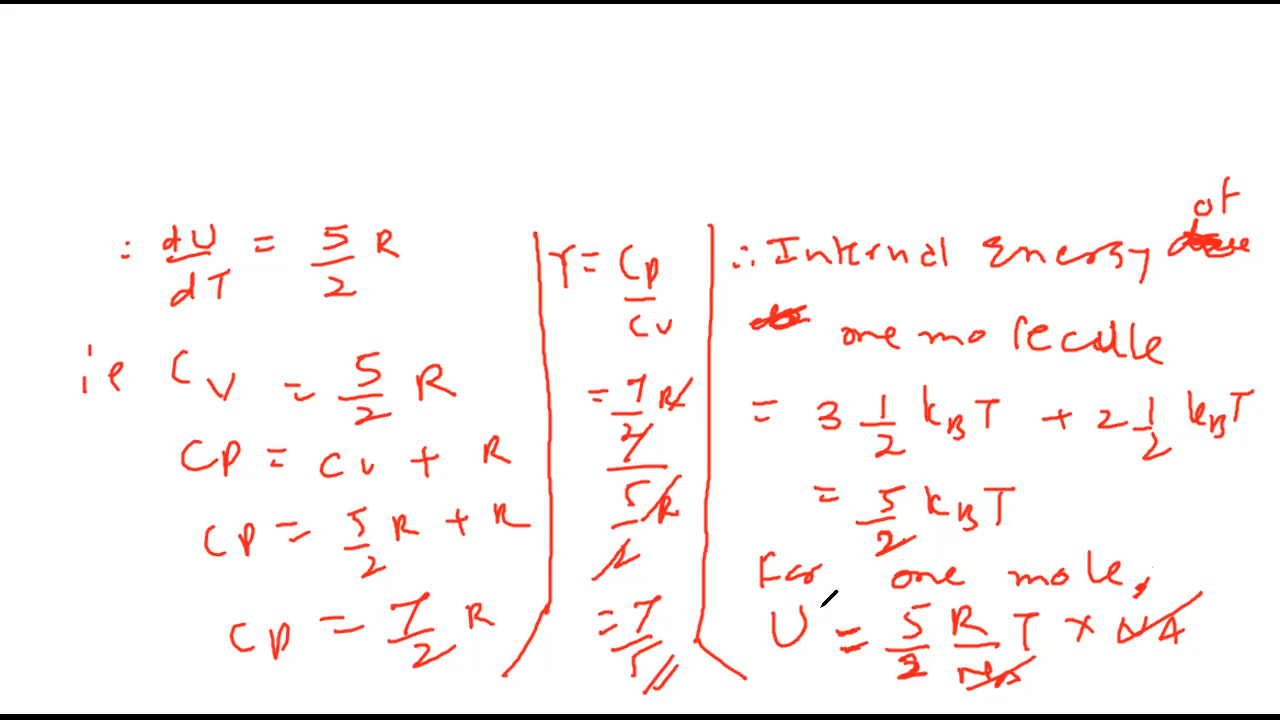 ∴ Internal Energy of
one molecule
= 3 1/2 kBT + 2 1/2 kBT
= 5/2 kBT
For one mole,
U = 5/2 R/NA T × NA
: dU/dT = 5/2 R
ie CV = 5/2 R
CP = CV + R
CP = 5/2 R + R
CP = 7/2 R
γ = CP/CV
= 7/2 R / 5/2 R
= 7/5 //